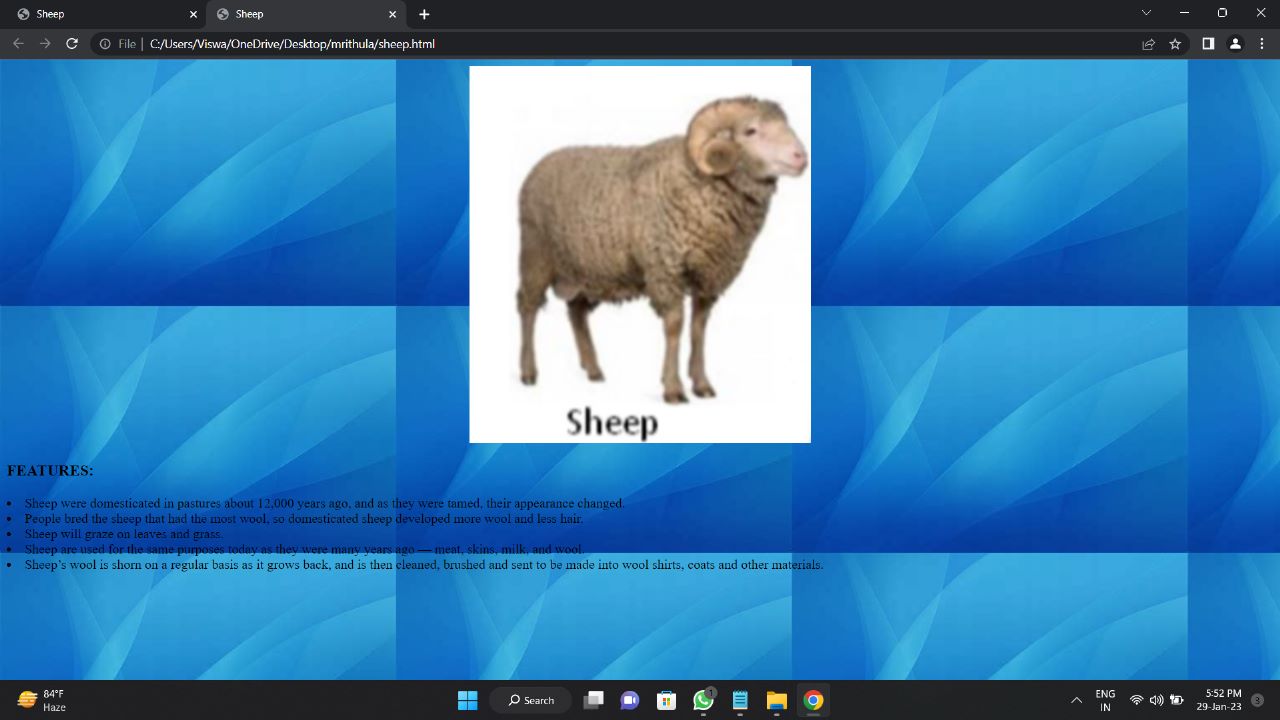 Sheep
Sheep
File
C:/Users/Viswa/OneDrive/Desktop/mrithula/sheep.html
Sheep
FEATURES:
• Sheep were domesticated in pastures about 12,000 years ago, and as they were tamed, their appearance changed.
• People bred the sheep that had the most wool, so domesticated sheep developed more wool and less hair.
• Sheep will graze on leaves and grass.
• Sheep are used for the same purposes today as they were many years ago — meat, skins, milk, and wool.
• Sheep’s wool is shorn on a regular basis as it grows back, and is then cleaned, brushed and sent to be made into wool shirts, coats and other materials.
84°F
Haze
Search
1
ENG
IN
5:52 PM
29-Jan-23
3